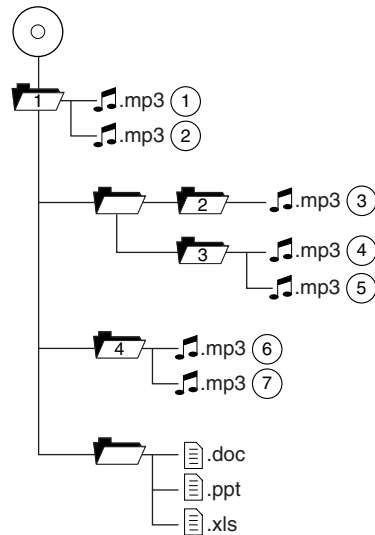 1 .mp3 1
.mp3 2
2 .mp3 3
3 .mp3 4
.mp3 5
4 .mp3 6
.mp3 7
.doc
.ppt
.xls